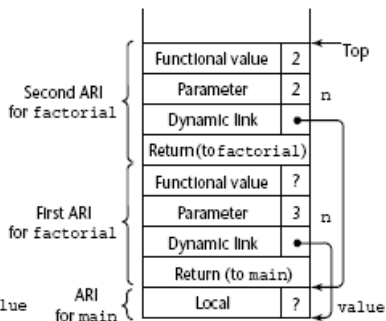 Top
Functional value 2
Second ARI
for factorial
Parameter 2 n
Dynamic link
Return (to factorial)
Functional value ?
First ARI
for factorial
Parameter 3 n
Dynamic link
Return (to main)
ARI
for main
Local ? value
lue